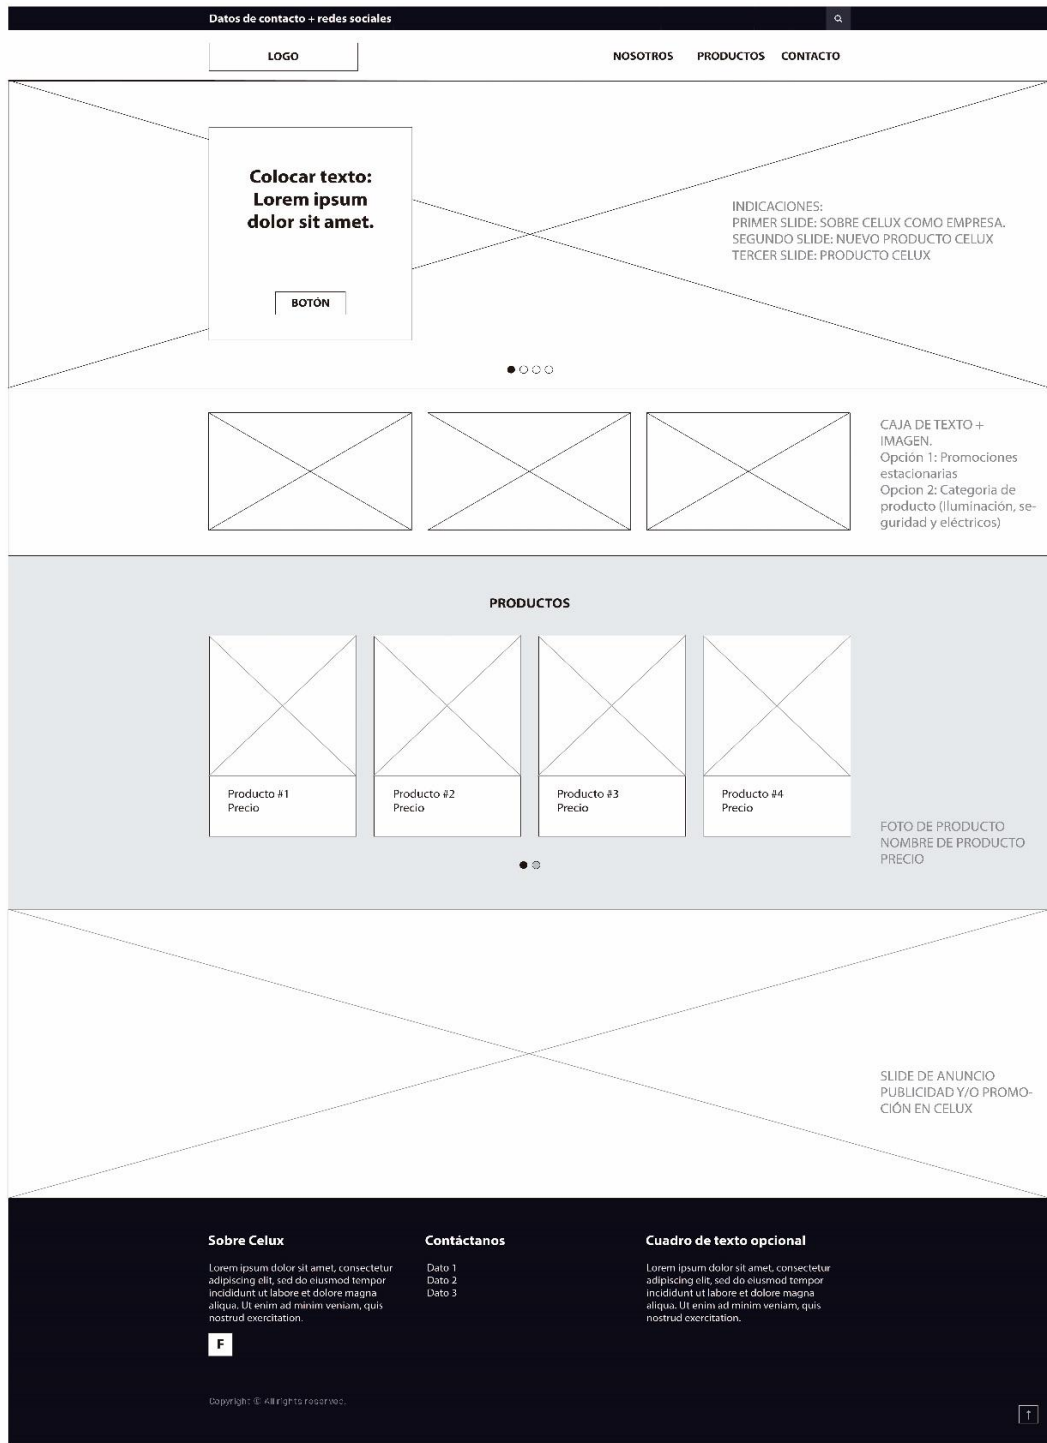 Datos de contacto + redes sociales
LOGO
NOSOTROS PRODUCTOS CONTACTO
Colocar texto:
Lorem ipsum
dolor sit amet.
BOTÓN
INDICACIONES:
PRIMER SLIDE: SOBRE CELUX COMO EMPRESA.
SEGUNDO SLIDE: NUEVO PRODUCTO CELUX
TERCER SLIDE: PRODUCTO CELUX
CAJA DE TEXTO +
IMAGEN.
Opción 1: Promociones
estacionarias
Opcion 2: Categoria de
producto (Iluminación, se-
guridad y eléctricos)
PRODUCTOS
Producto #1
Precio
Producto #2
Precio
Producto #3
Precio
Producto #4
Precio
FOTO DE PRODUCTO
NOMBRE DE PRODUCTO
PRECIO
SLIDE DE ANUNCIO
PUBLICIDAD Y/O PROMO-
CIÓN EN CELUX
Sobre Celux
Lorem ipsum dolor sit amet, consectetur
adipiscing elit, sed do eiusmod tempor
incididunt ut labore et dolore magna
aliqua. Ut enim ad minim veniam, quis
nostrud exercitation.
F
Contáctanos
Dato 1
Dato 2
Dato 3
Cuadro de texto opcional
Lorem ipsum dolor sit amet, consectetur
adipiscing elit, sed do eiusmod tempor
incididunt ut labore et dolore magna
aliqua. Ut enim ad minim veniam, quis
nostrud exercitation.
Copyright © All rights reserved.